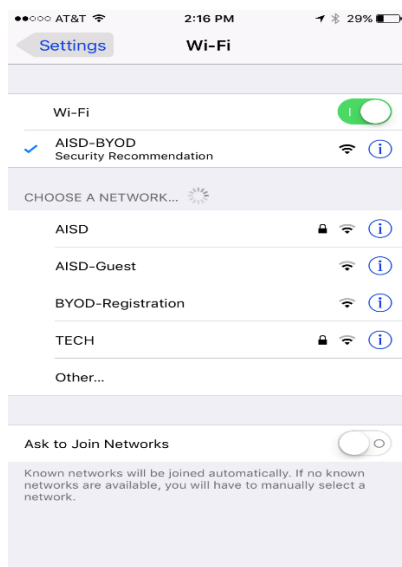 AT&T 2:16 PM 29%
Settings Wi-Fi
Wi-Fi
AISD-BYOD
Security Recommendation
CHOOSE A NETWORK...
AISD
AISD-Guest
BYOD-Registration
TECH
Other...
Ask to Join Networks
Known networks will be joined automatically. If no known
networks are available, you will have to manually select a
network.